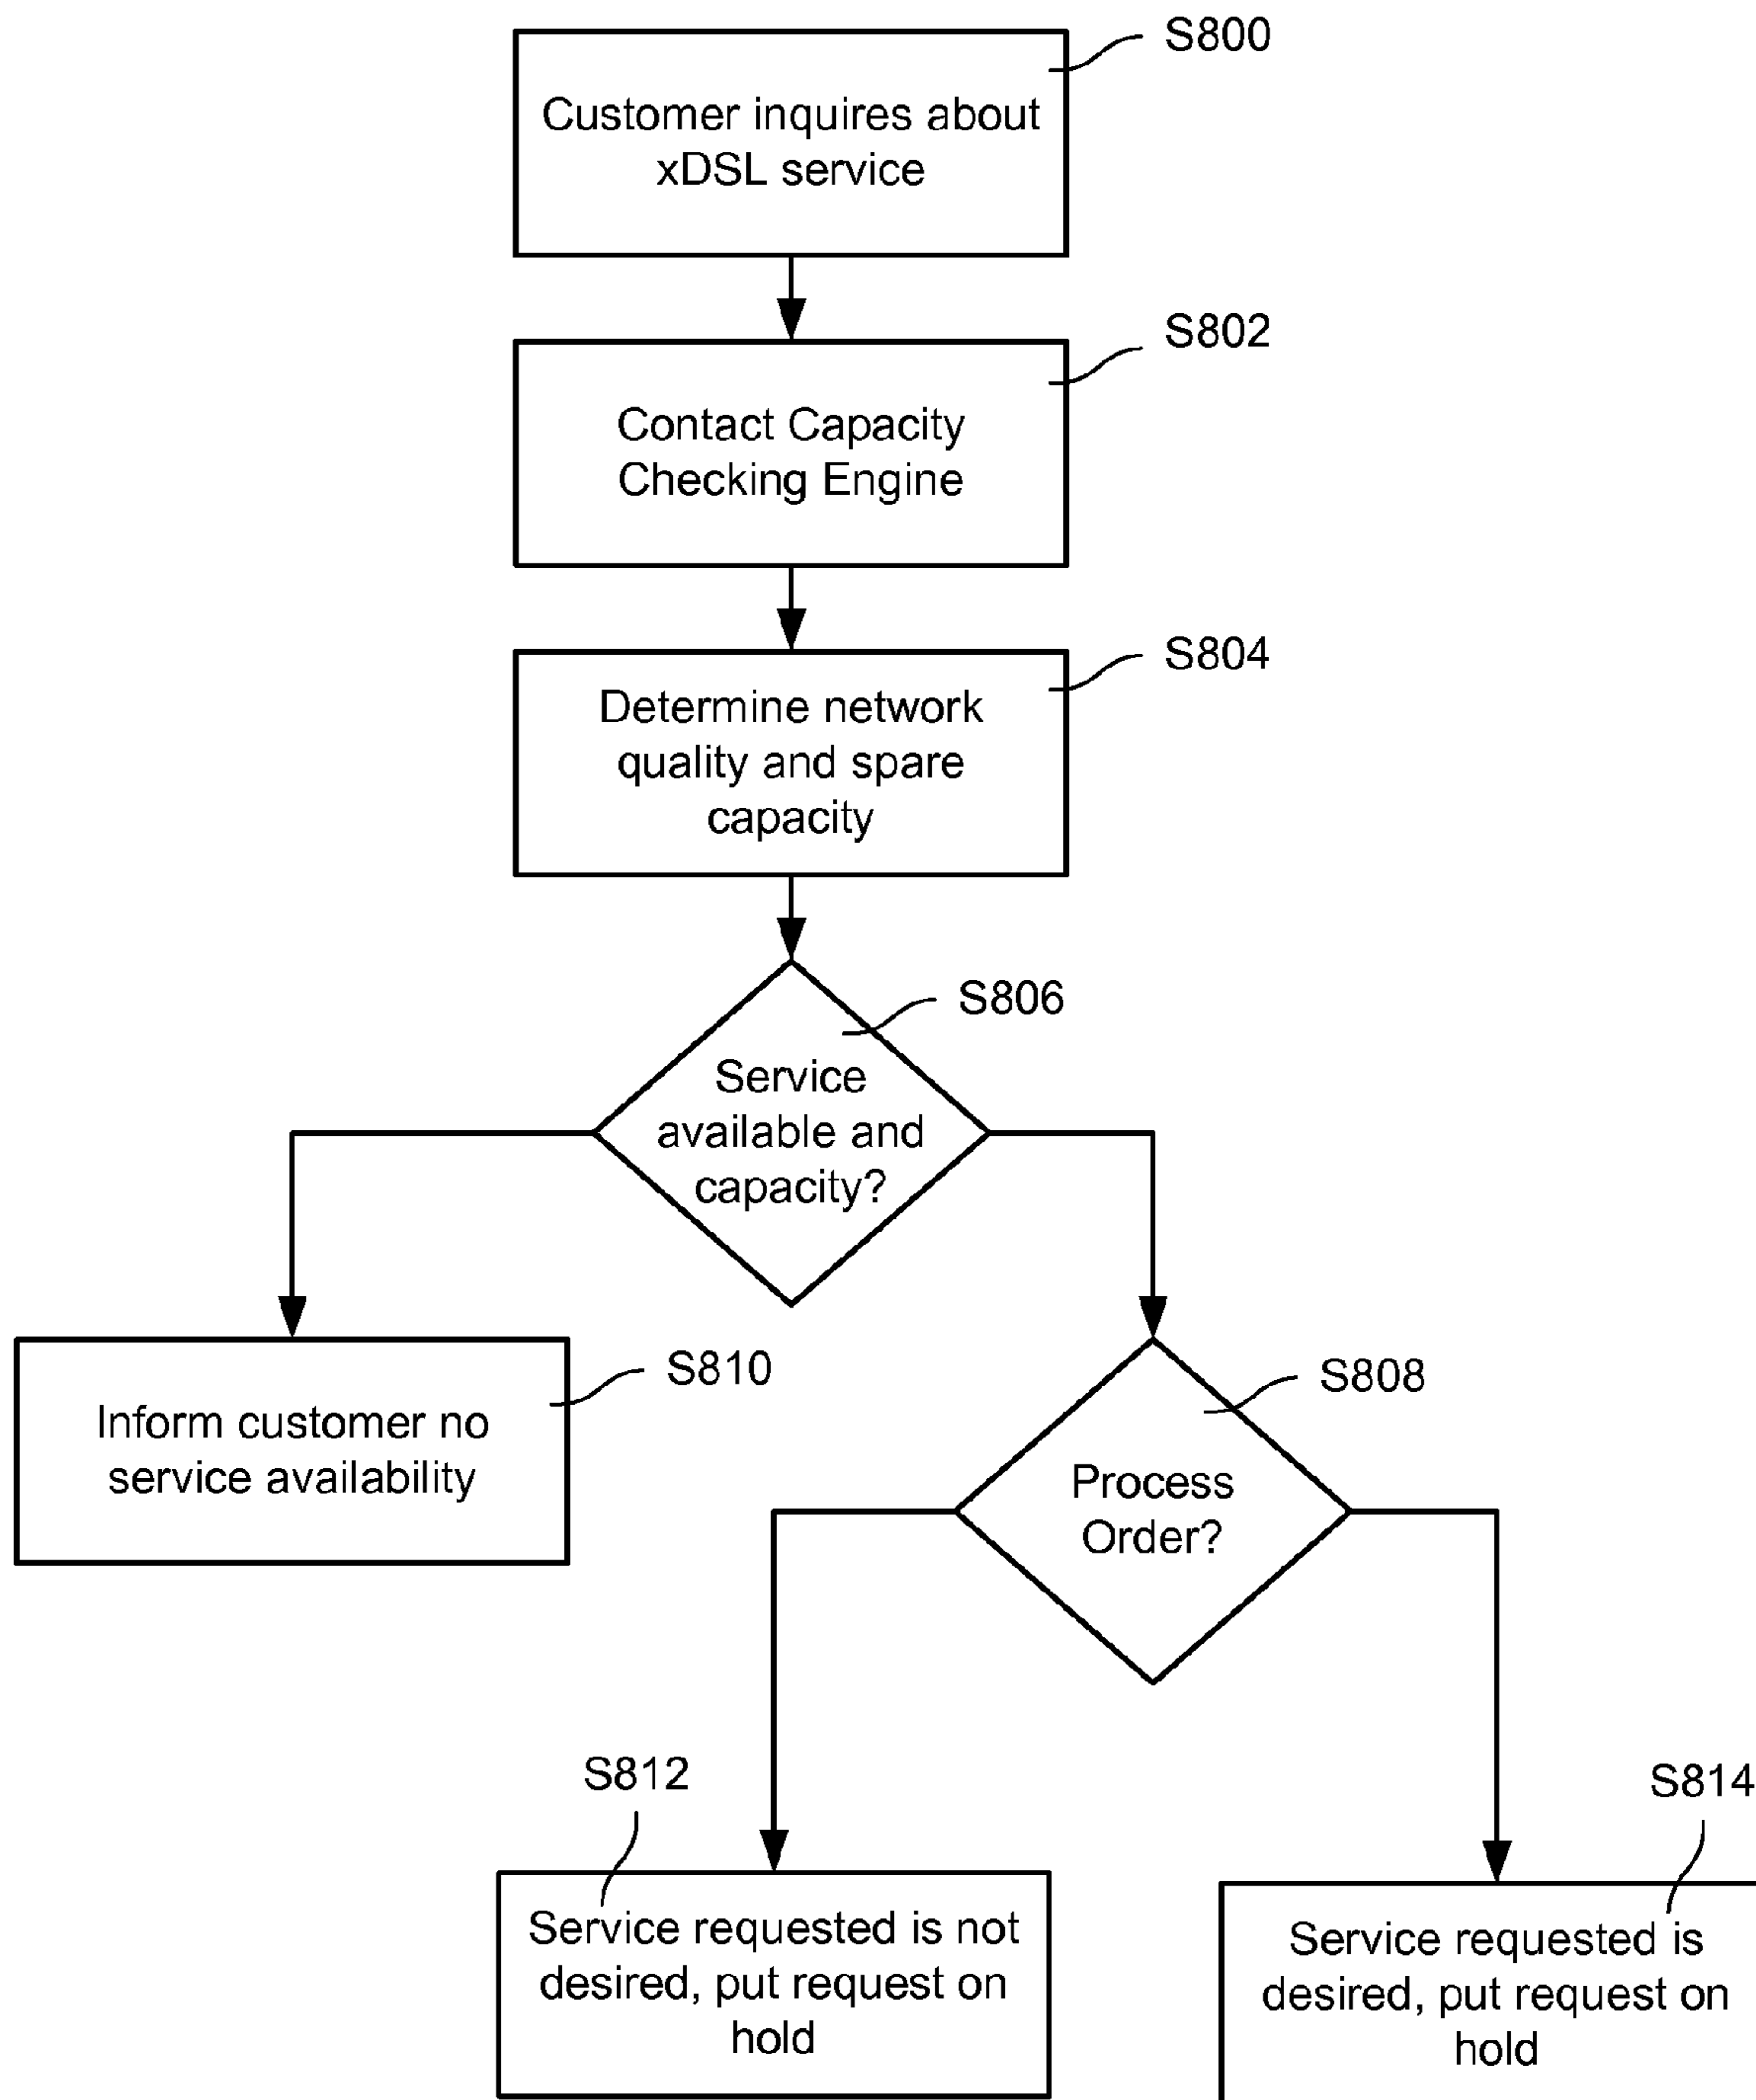 S800
Customer inquires about
xDSL service
S802
Contact Capacity
Checking Engine
S804
Determine network
quality and spare
capacity
S806
Service
available and
capacity?
S810
Inform customer no
service availability
S808
Process
Order?
S812
Service requested is not
desired, put request on
hold
S814
Service requested is
desired, put request on
hold